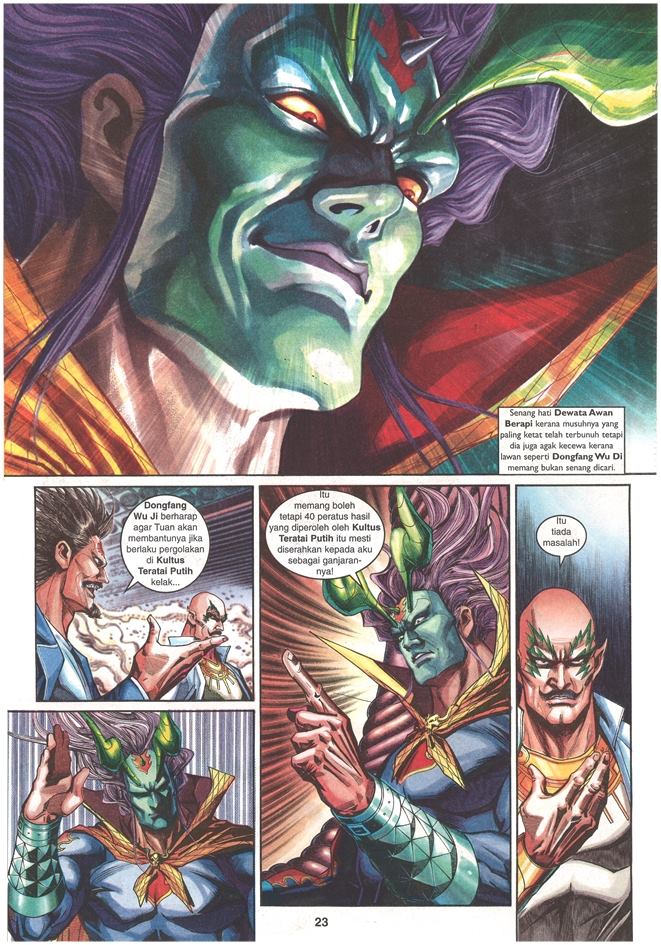 Senang hati Dewata Awan
Berapi kerana musuhnya yang
paling ketat telah terbunuh tetapi
dia juga agak kecewa kerana
lawan seperti Dongfang Wu Di
memang bukan senang dicari.
Dongfang
Wu Ji berharap
agar Tuan akan
membantunya jika
berlaku pergolakan
di Kultus
Teratai Putih
kelak...
Itu
memang boleh
tetapi 40 peratus hasil
yang diperoleh oleh Kultus
Teratai Putih itu mesti
diserahkan kepada aku
sebagai ganjaran-
nya!
Itu
tiada
masalah!
23